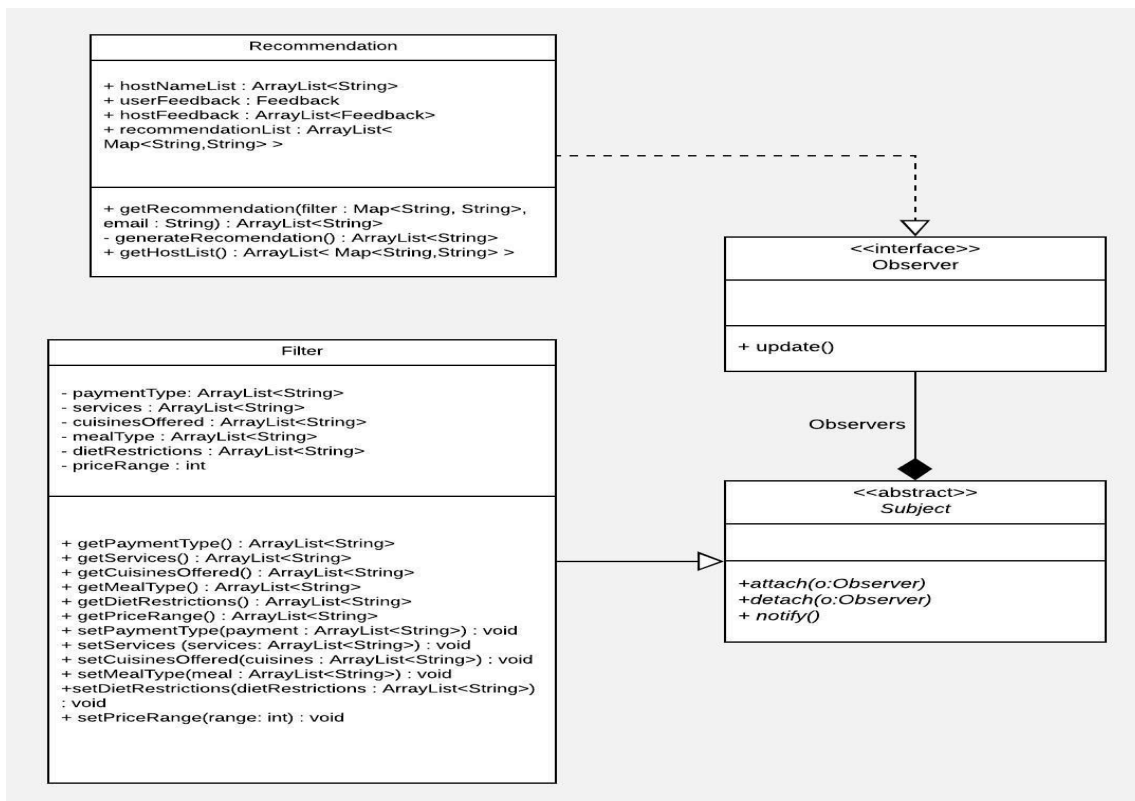 Recommendation
+ hostNameList : ArrayList<String>
+ userFeedback : Feedback
+ hostFeedback : ArrayList<Feedback>
+ recommendationList : ArrayList<
Map<String,String> >
+ getRecommendation(filter : Map<String, String>,
email : String) : ArrayList<String>
- generateRecomendation() : ArrayList<String>
+ getHostList() : ArrayList< Map<String,String> >
<<interface>>
Observer
+ update()
Observers
<<abstract>>
Subject
+attach(o:Observer)
+detach(o:Observer)
+ notify()
Filter
- paymentType: ArrayList<String>
- services : ArrayList<String>
- cuisinesOffered : ArrayList<String>
- mealType : ArrayList<String>
- dietRestrictions : ArrayList<String>
- priceRange : int
+ getPaymentType() : ArrayList<String>
+ getServices() : ArrayList<String>
+ getCuisinesOffered() : ArrayList<String>
+ getMealType() : ArrayList<String>
+ getDietRestrictions() : ArrayList<String>
+ getPriceRange() : ArrayList<String>
+ setPaymentType(payment : ArrayList<String>) : void
+ setServices (services: ArrayList<String>) : void
+ setCuisinesOffered(cuisines : ArrayList<String>) : void
+ setMealType(meal : ArrayList<String>) : void
+setDietRestrictions(dietRestrictions : ArrayList<String>)
: void
+ setPriceRange(range: int) : void